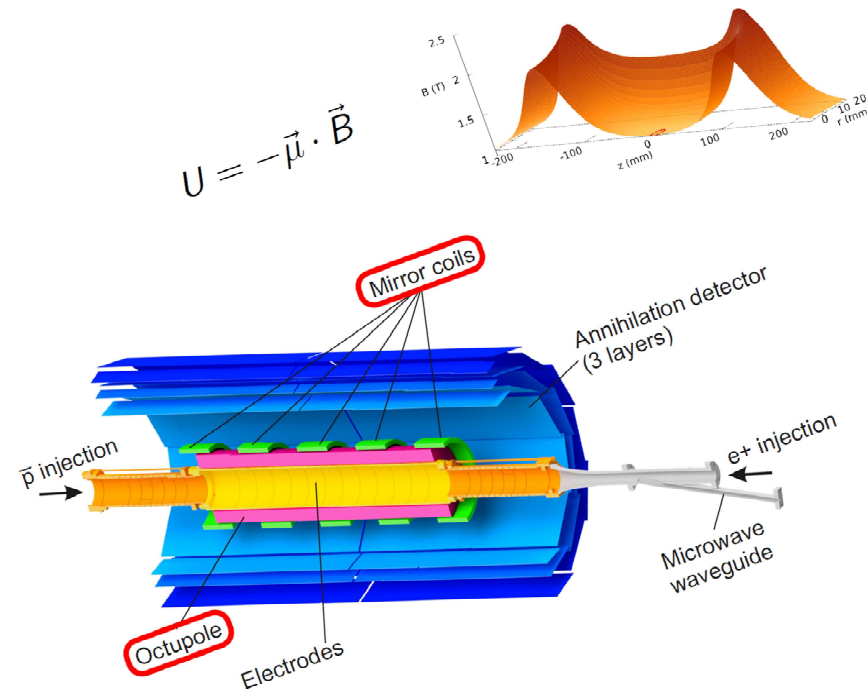 2.5
2
1.5
1
B (T)
-200
-100
0
100
200
z (mm)
0
10
20
r (mm)
U = −μ⃗ · B⃗
Mirror coils
Annihilation detector
(3 layers)
p̅ injection
e+ injection
Microwave
waveguide
Octupole
Electrodes